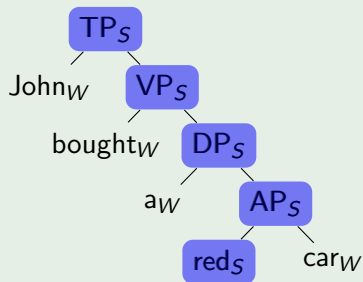 TP_S
John_W VP_S
bought_W DP_S
a_W AP_S
red_S car_W